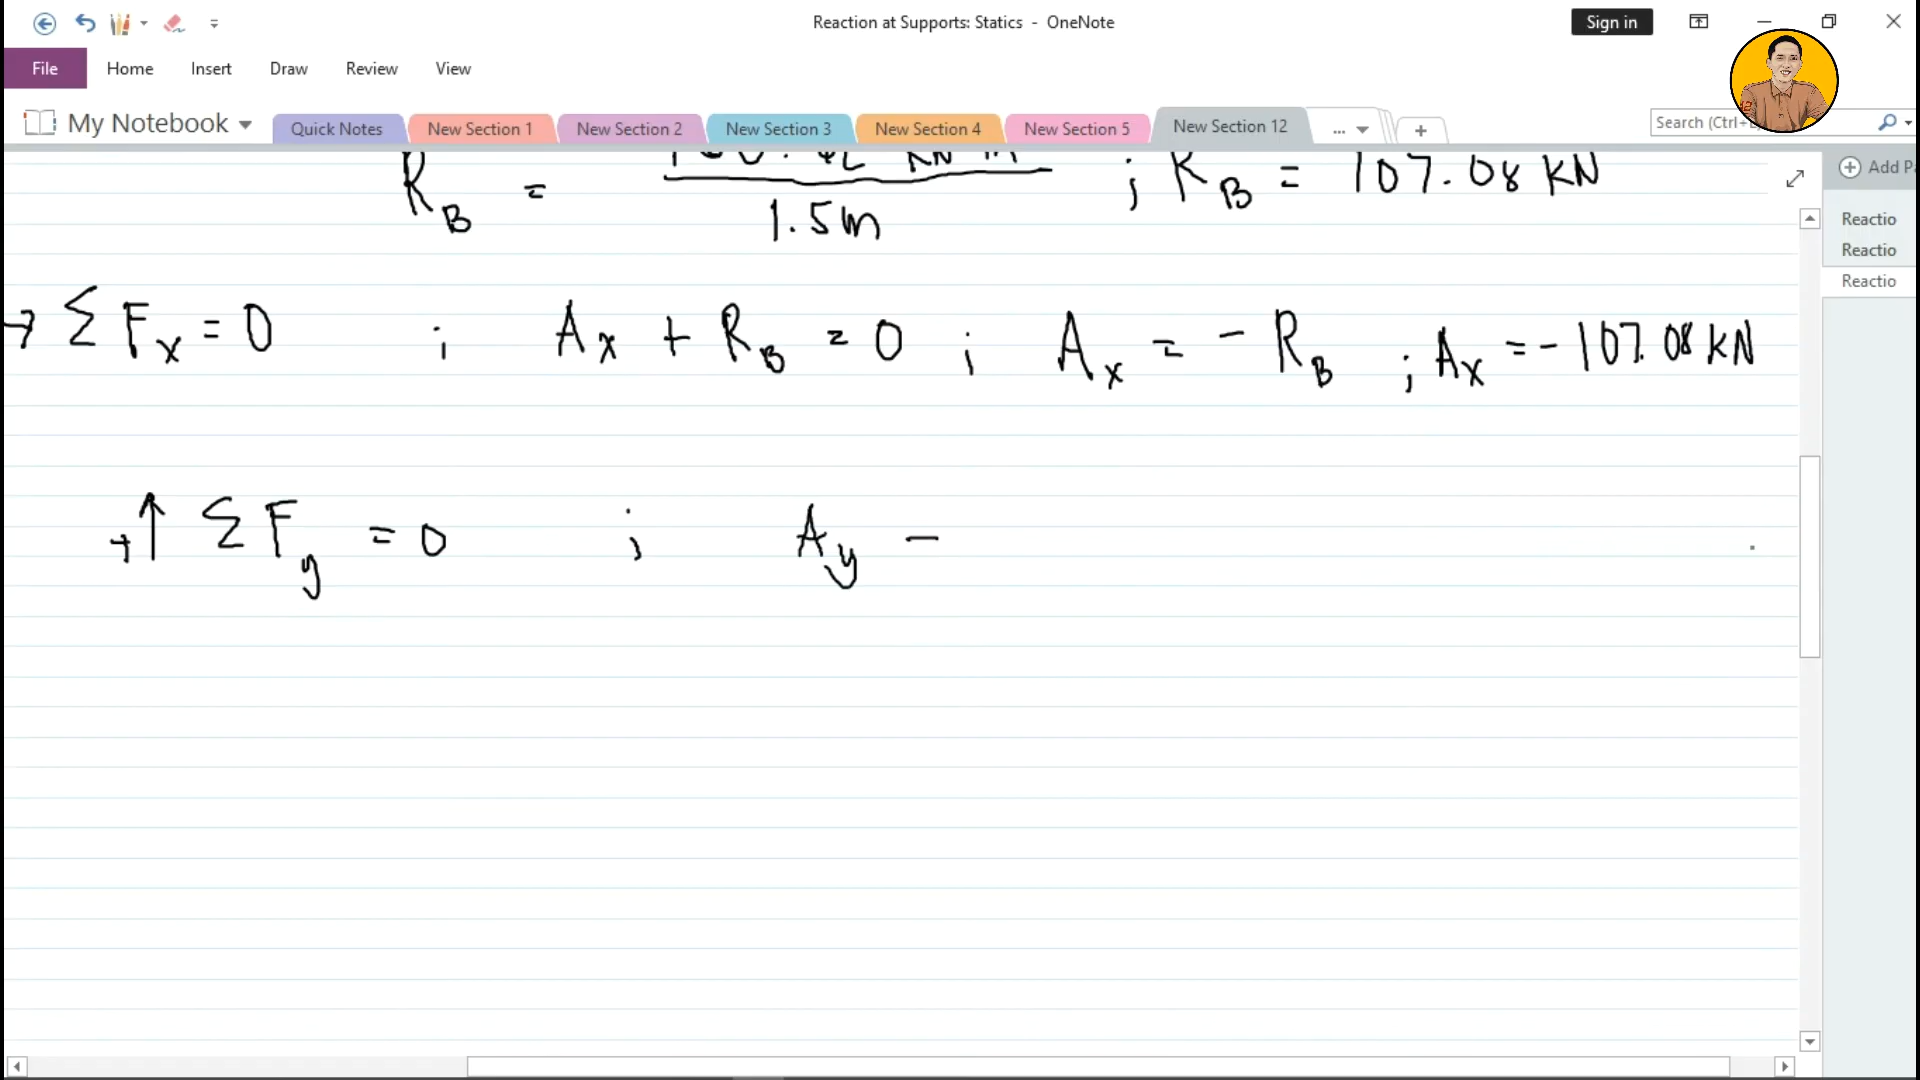 Reaction at Supports: Statics - OneNote
Sign in
File Home Insert Draw Review View
My Notebook Quick Notes New Section 1 New Section 2 New Section 3 New Section 4 New Section 5 New Section 12 ... +
Search (Ctrl+
Add P
Reactio
Reactio
Reactio
R_B = kN m ; R_B = 107.08 kN
1.5m
→ Σ F_x = 0 ; A_x + R_B = 0 ; A_x = - R_B ; A_x = - 107.08 kN
+↑ Σ F_y = 0 ; A_y -